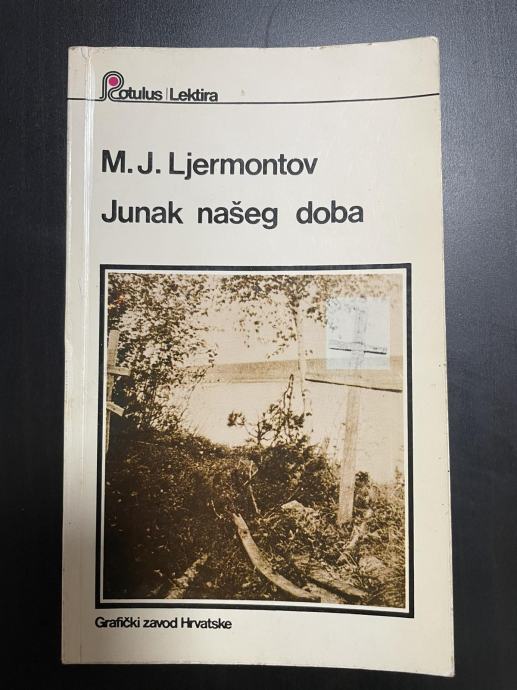 Rotulus | Lektira
M. J. Ljermontov
Junak našeg doba
Grafički zavod Hrvatske